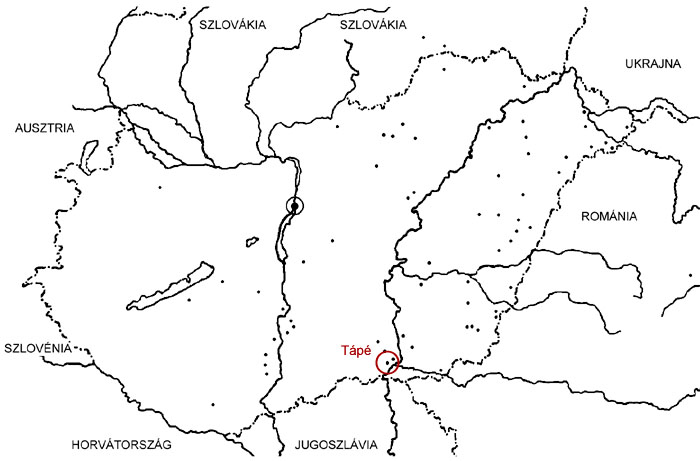 SZLOVÁKIA
SZLOVÁKIA
UKRAJNA
AUSZTRIA
ROMÁNIA
SZLOVÉNIA
Tápé
HORVÁTORSZÁG
JUGOSZLÁVIA